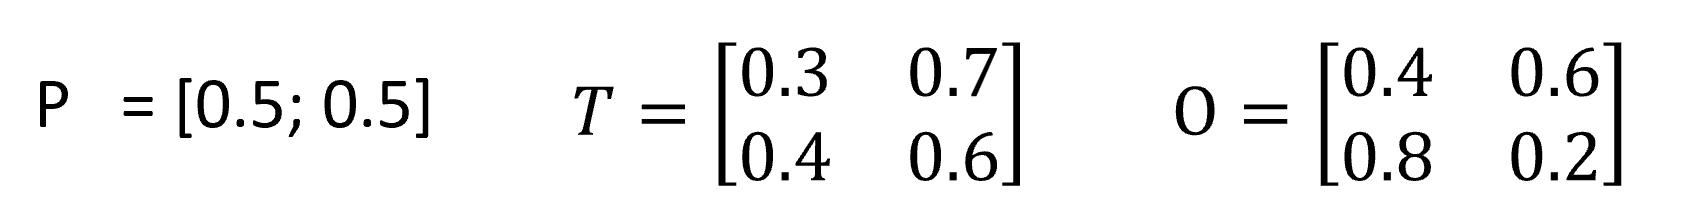 P = [0.5; 0.5] T = [0.3 0.7 O = [0.4 0.6
0.4 0.6] 0.8 0.2]